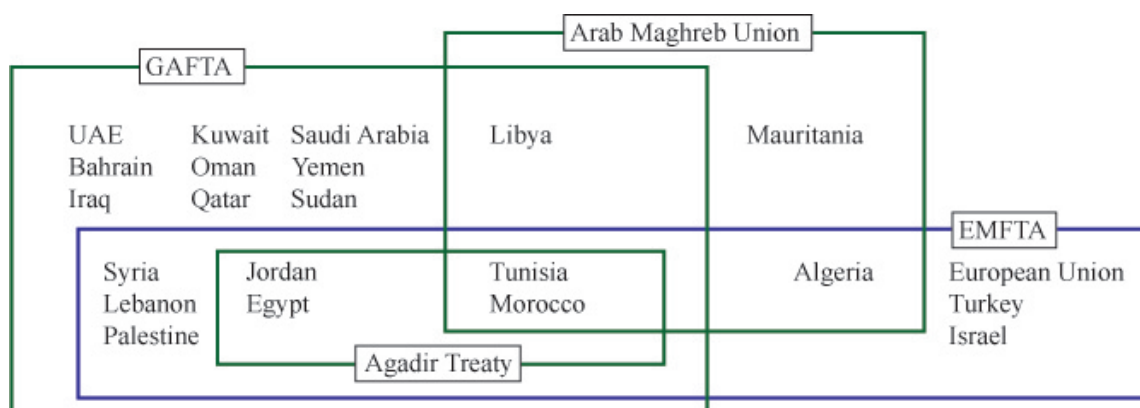 Arab Maghreb Union
GAFTA
UAE Kuwait Saudi Arabia Libya Mauritania
Bahrain Oman Yemen
Iraq Qatar Sudan
EMFTA
Syria Jordan Tunisia Algeria European Union
Lebanon Egypt Morocco Turkey
Palestine Israel
Agadir Treaty